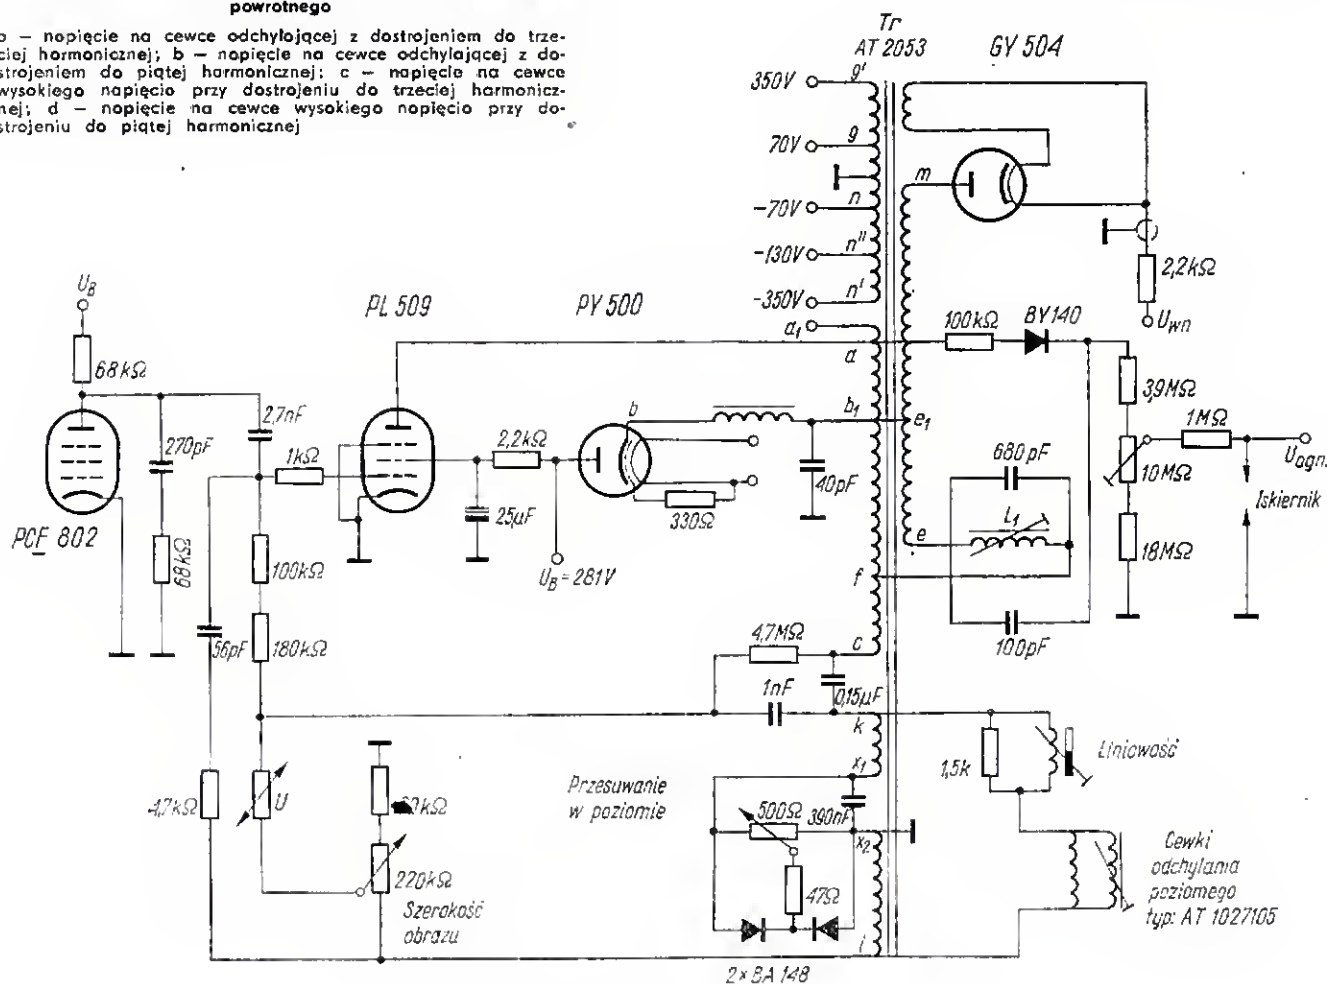 powrotnego
a — napięcie na cewce odchylającej z dostrojeniem do trze-
ciej harmonicznej; b — napięcie na cewce odchylającej z do-
strojeniem do piątej harmonicznej; c — napięcie na cewce
wysokiego napięcia przy dostrojeniu do trzeciej harmonicz-
nej; d — napięcie na cewce wysokiego napięcia przy do-
strojeniu do piątej harmonicznej
Tr
AT 2053
GY 504
350V
g'
70V
g
m
-70V
n
-130V
n''
-350V
n'
2,2kΩ
Uwn
U_B
68kΩ
PL 509
PY 500
a1
a
100kΩ
BY140
3,9MΩ
2,7nF
270pF
1kΩ
2,2kΩ
b
b1
e1
680pF
1MΩ
10MΩ
Uogn.
Iskiernik
PCF 802
68kΩ
25μF
330Ω
40pF
L1
e
18MΩ
U_B=281V
100kΩ
f
56pF
180kΩ
4,7MΩ
c
100pF
1nF
0,15μF
k
1,5k
Liniowość
4,7kΩ
U
Przesuwanie
w poziomie
x1
500Ω
390nF
x2
220kΩ
Szerokość
obrazu
47Ω
l
Cewki
odchylania
poziomego
typ: AT 1027105
2×BA 148